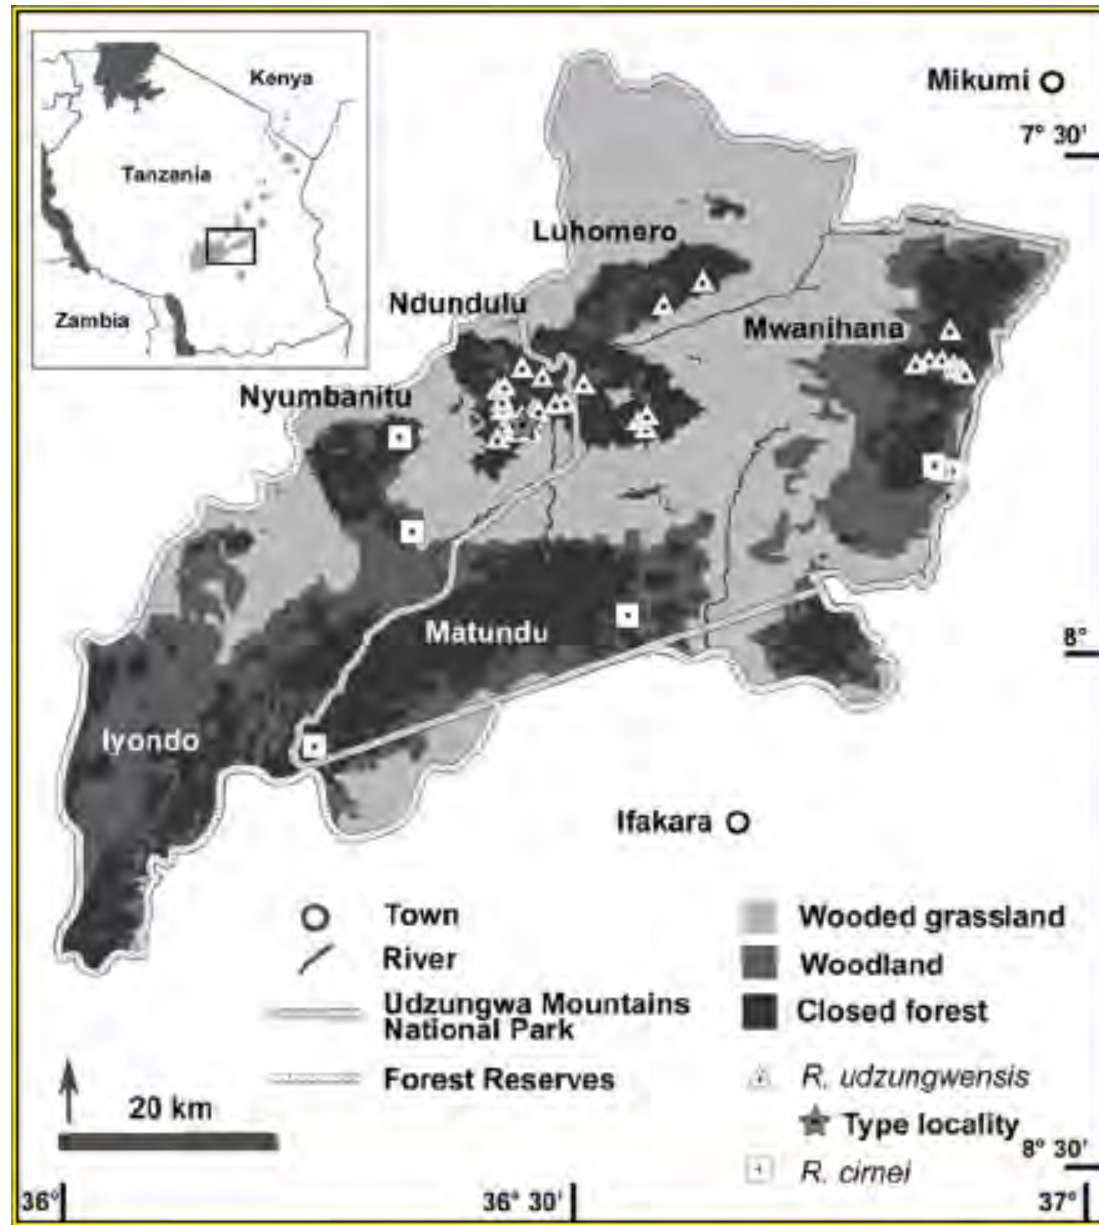 Kenya
Mikumi
7° 30'
Tanzania
Luhomero
Ndundulu
Zambia
Mwanihana
Nyumbanitu
Matundu
8°
Iyondo
Ifakara
Town
River
Udzungwa Mountains
National Park
Forest Reserves
20 km
Wooded grassland
Woodland
Closed forest
R. udzungwensis
Type locality
R. cirnei
8° 30'
36°
36° 30'
37°